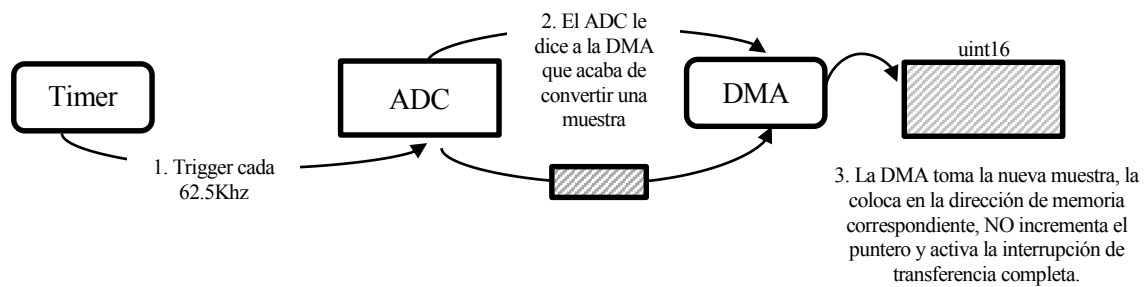 Timer
1. Trigger cada
62.5Khz
ADC
2. El ADC le
dice a la DMA
que acaba de
convertir una
muestra
DMA
uint16
3. La DMA toma la nueva muestra, la
coloca en la dirección de memoria
correspondiente, NO incrementa el
puntero y activa la interrupción de
transferencia completa.